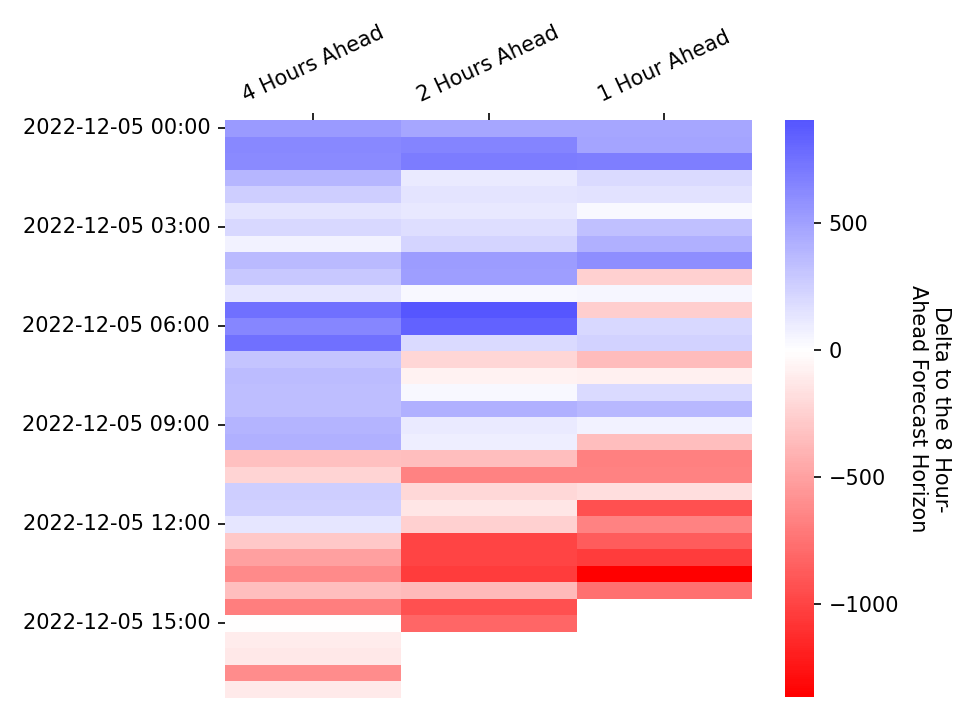 4 Hours Ahead
2 Hours Ahead
1 Hour Ahead
2022-12-05 00:00
2022-12-05 03:00
2022-12-05 06:00
2022-12-05 09:00
2022-12-05 12:00
2022-12-05 15:00
500
0
−500
−1000
Delta to the 8 Hour-
Ahead Forecast Horizon